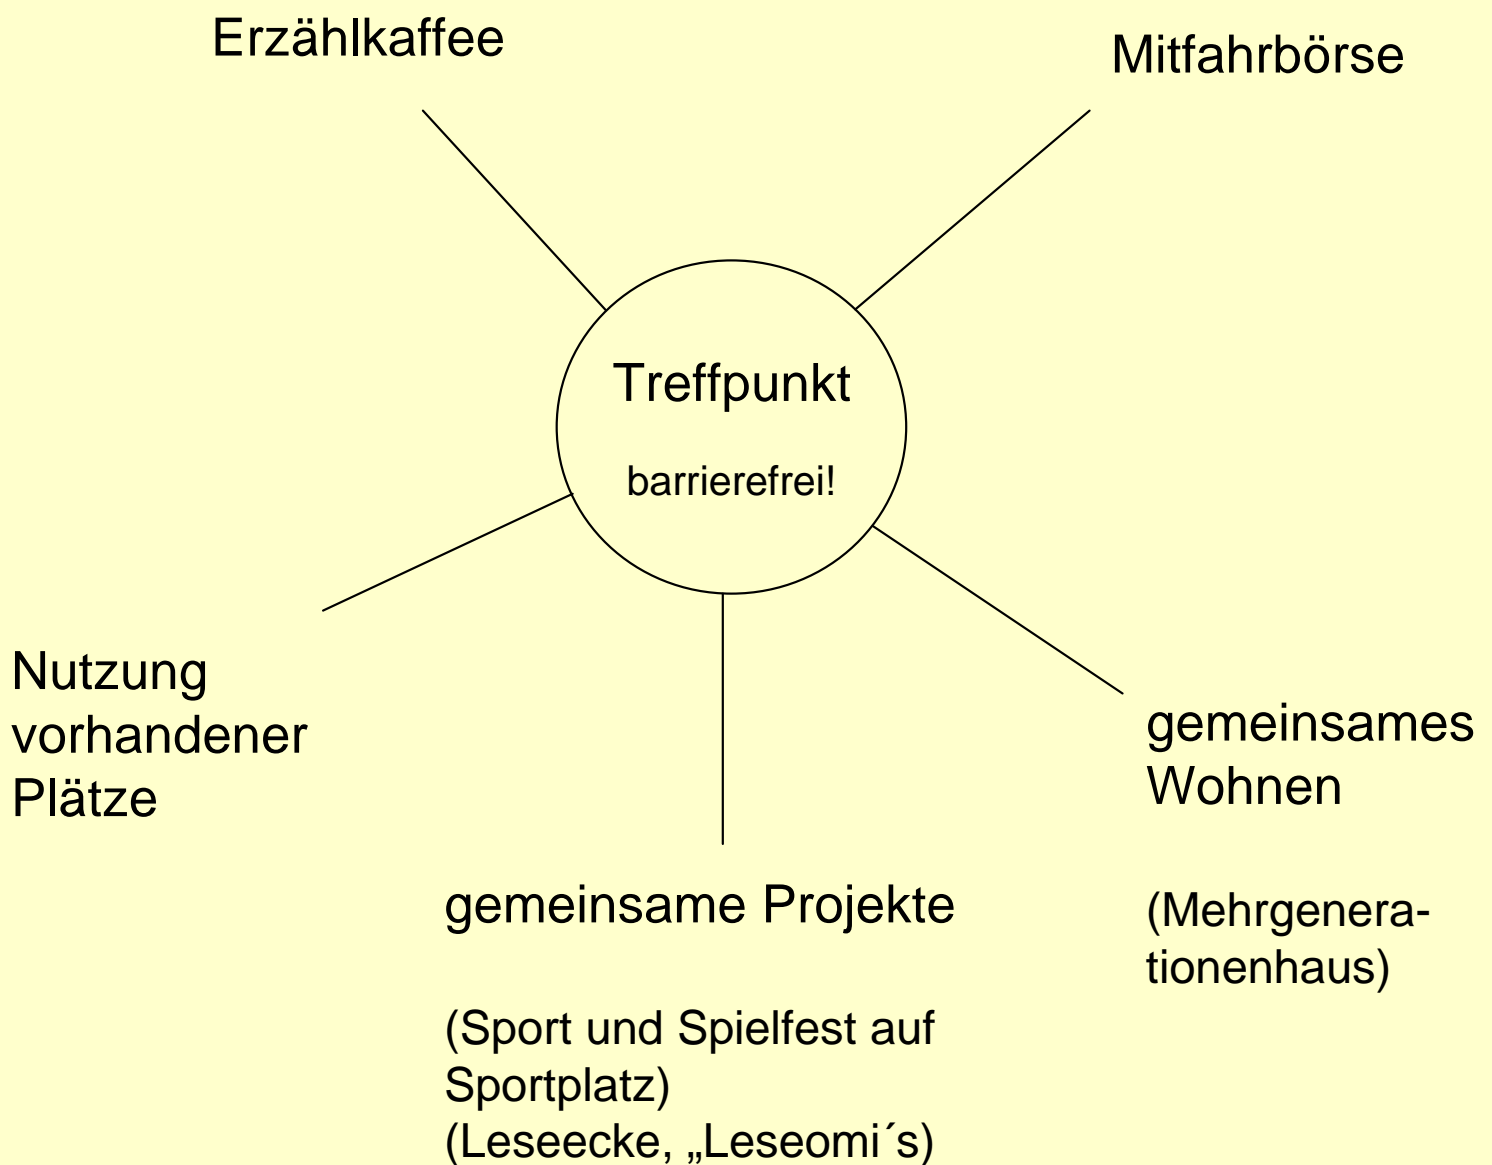 Erzählkaffee
Mitfahrbörse
Treffpunkt
barrierefrei!
Nutzung
vorhandener
Plätze
gemeinsames
Wohnen
(Mehrgenera-
tionenhaus)
gemeinsame Projekte
(Sport und Spielfest auf
Sportplatz)
(Leseecke, „Leseomi´s)